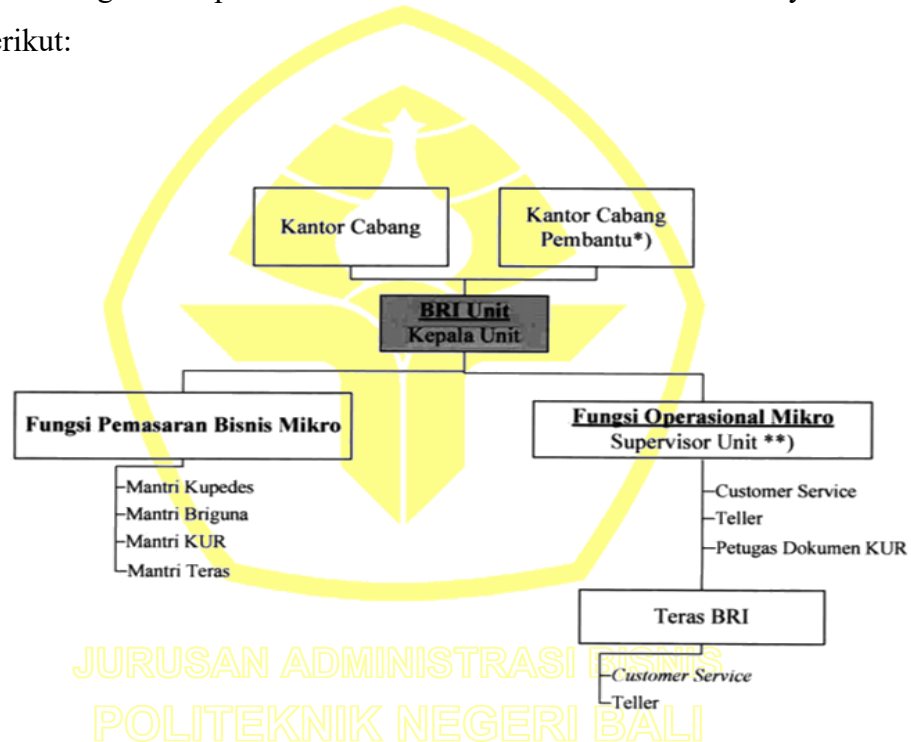 erikut:
Kantor Cabang
Kantor Cabang
Pembantu*)
BRI Unit
Kepala Unit
Fungsi Pemasaran Bisnis Mikro
Fungsi Operasional Mikro
Supervisor Unit **)
Mantri Kupedes
Mantri Briguna
Mantri KUR
Mantri Teras
Customer Service
Teller
Petugas Dokumen KUR
Teras BRI
Customer Service
Teller
JURUSAN ADMINISTRASI BISNIS
POLITEKNIK NEGERI BALI